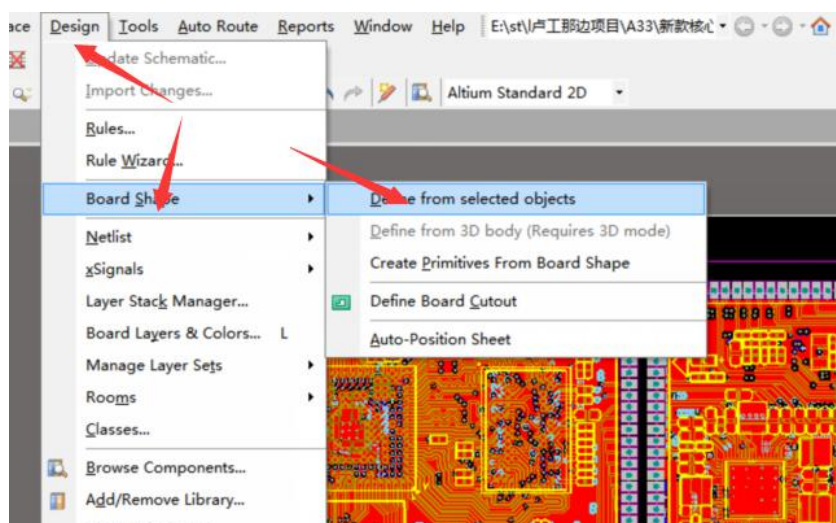 ace Design Tools Auto Route Reports Window Help E:\st\卢工那边项目\A33\新款核心
Update Schematic...
Import Changes...
Altium Standard 2D
Rules...
Rule Wizard...
Board Shape
Define from selected objects
Define from 3D body (Requires 3D mode)
Netlist
xSignals
Create Primitives From Board Shape
Layer Stack Manager...
Define Board Cutout
Board Layers & Colors... L
Auto-Position Sheet
Manage Layer Sets
Rooms
Classes...
Browse Components...
Add/Remove Library...